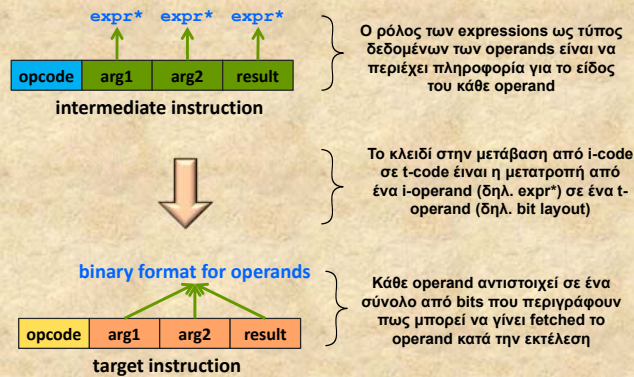 expr* expr* expr*
opcode arg1 arg2 result
intermediate instruction
Ο ρόλος των expressions ως τύπος
δεδομένων των operands είναι να
περιέχει πληροφορία για το είδος
του κάθε operand
Το κλειδί στην μετάβαση από i-code
σε t-code έιναι η μετατροπή από
ένα i-operand (δηλ. expr*) σε ένα t-
operand (δηλ. bit layout)
binary format for operands
opcode arg1 arg2 result
target instruction
Κάθε operand αντιστοιχεί σε ένα
σύνολο από bits που περιγράφουν
πως μπορεί να γίνει fetched το
operand κατά την εκτέλεση